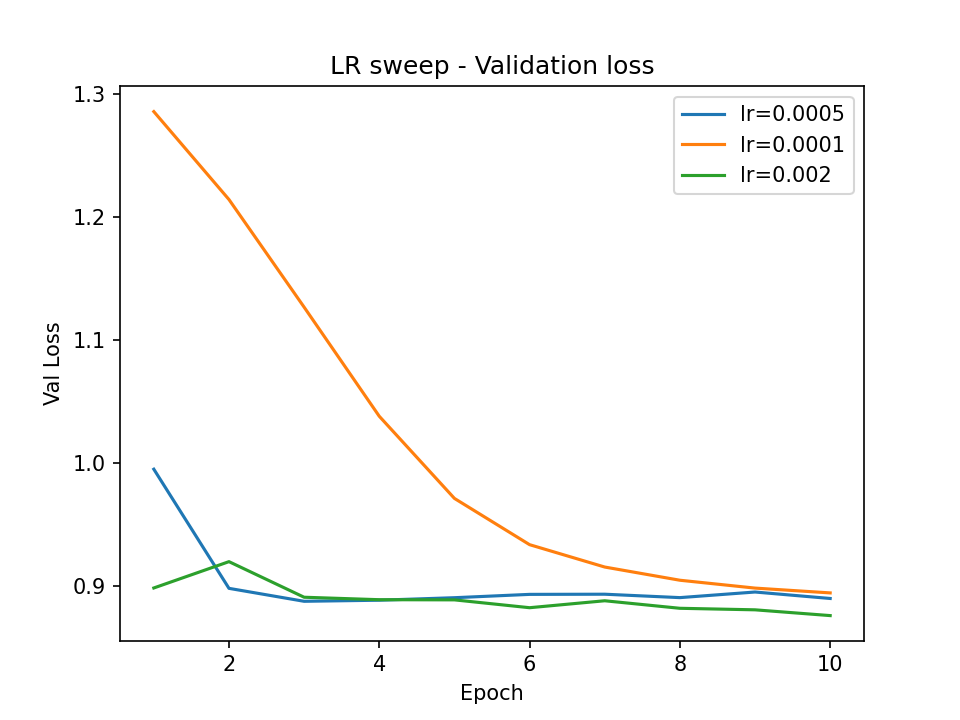 LR sweep - Validation loss
lr=0.0005
lr=0.0001
lr=0.002
Val Loss
1.3
1.2
1.1
1.0
0.9
2 4 6 8 10
Epoch